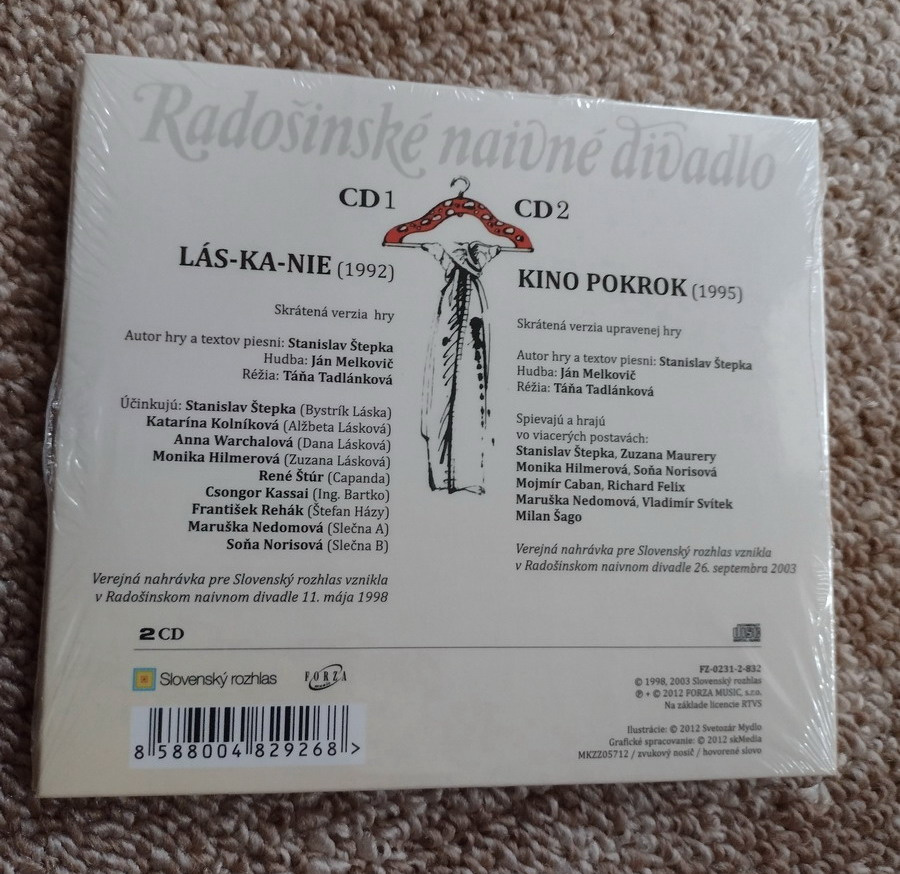 Radošinské naivné divadlo
CD 1
LÁS-KA-NIE (1992)
Skrátená verzia hry
Autor hry a textov piesni: Stanislav Štepka
Hudba: Ján Melkovič
Réžia: Táňa Tadlánková
Účinkujú: Stanislav Štepka (Bystrík Láska)
Katarína Kolníková (Alžbeta Lásková)
Anna Warchalová (Dana Lásková)
Monika Hilmerová (Zuzana Lásková)
René Štúr (Capanda)
Csongor Kassai (Ing. Bartko)
František Rehák (Štefan Házy)
Maruška Nedomová (Slečna A)
Soňa Norisová (Slečna B)
Verejná nahrávka pre Slovenský rozhlas vznikla
v Radošinskom naivnom divadle 11. mája 1998
CD 2
KINO POKROK (1995)
Skrátená verzia upravenej hry
Autor hry a textov piesni: Stanislav Štepka
Hudba: Ján Melkovič
Réžia: Táňa Tadlánková
Spievajú a hrajú
vo viacerých postavách:
Stanislav Štepka, Zuzana Maurery
Monika Hilmerová, Soňa Norisová
Mojmír Caban, Richard Felix
Maruška Nedomová, Vladimír Svítek
Milan Šago
Verejná nahrávka pre Slovenský rozhlas vznikla
v Radošinskom naivnom divadle 26. septembra 2003
2 CD
Slovenský rozhlas
FORZA
8 588004 829268 >
FZ-0231-2-832
© 1998, 2003 Slovenský rozhlas
℗ + © 2012 FORZA MUSIC, s.r.o.
Na základe licencie RTVS
Ilustrácie: © 2012 Svetozár Mydlo
Grafické spracovanie: © 2012 skMedia
MKZZ05712 / zvukový nosič / hovorené slovo